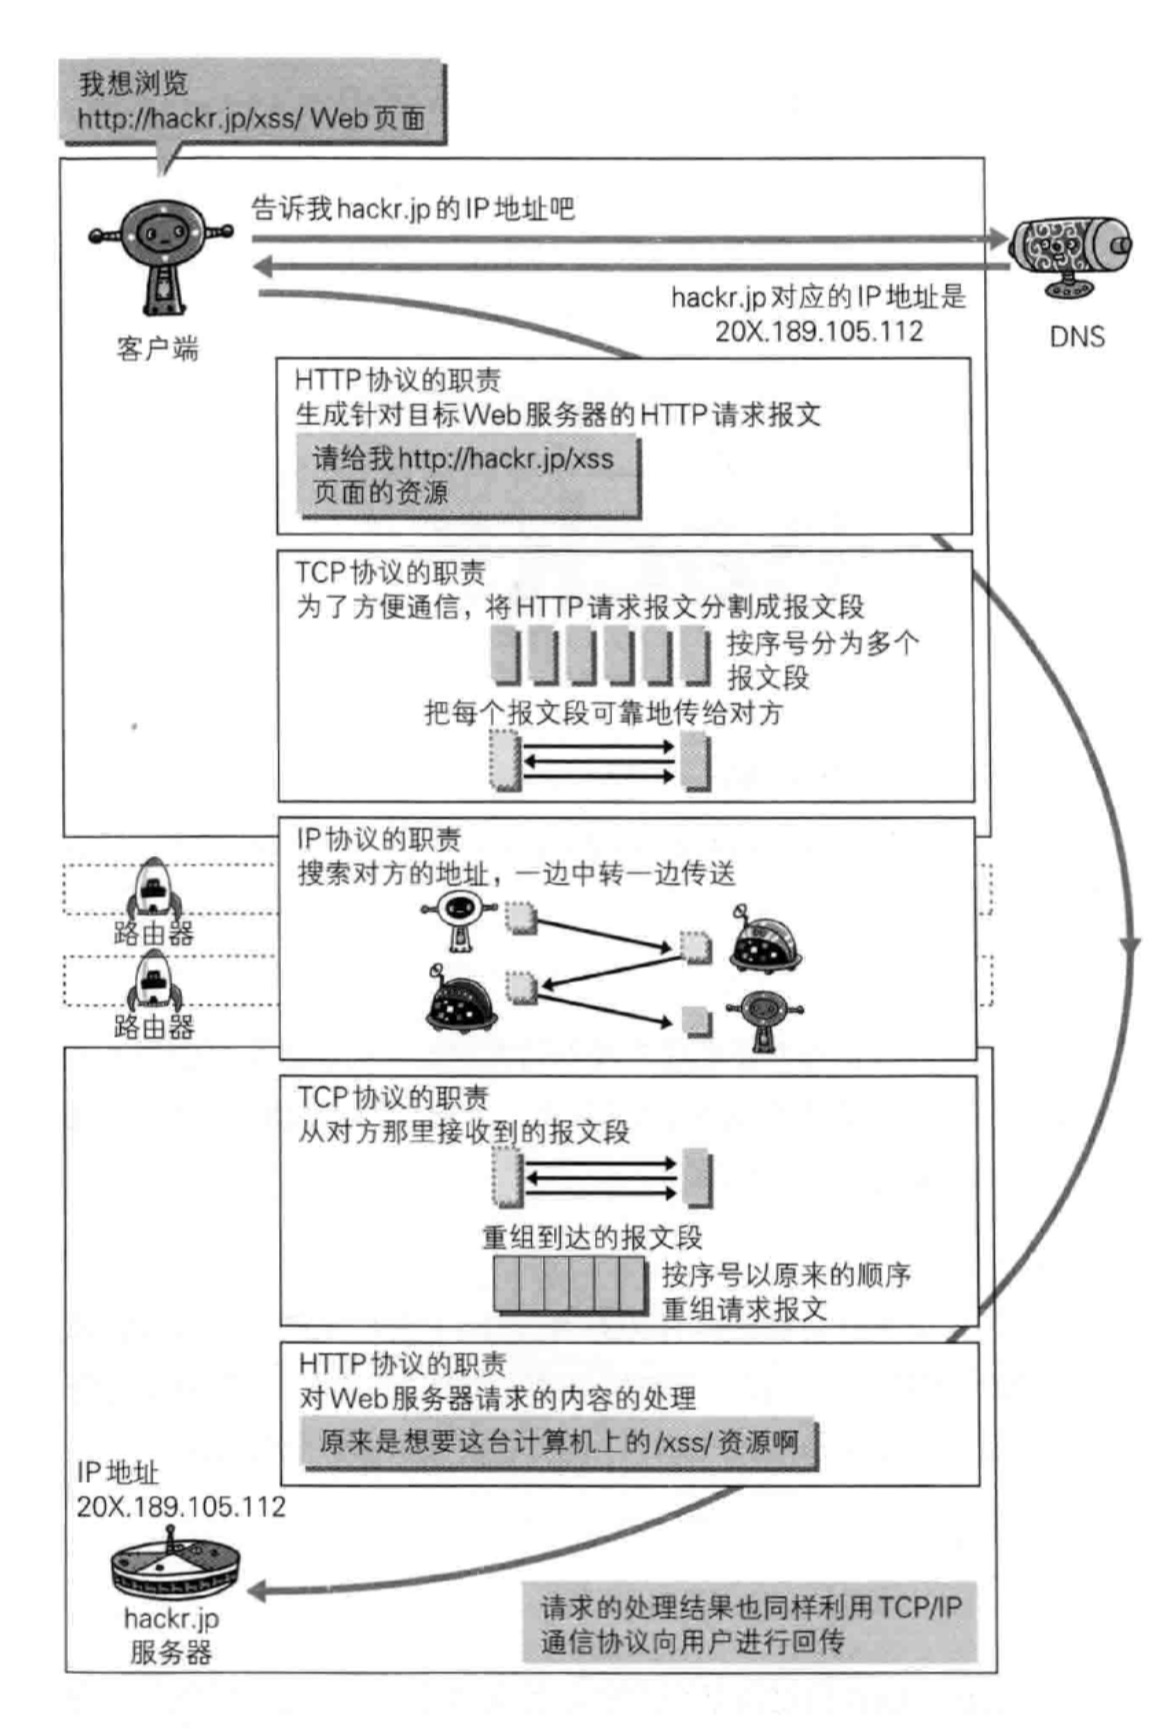 我想浏览
http://hackr.jp/xss/ Web页面
告诉我hackr.jp的IP地址吧
hackr.jp对应的IP地址是
20X.189.105.112
客户端
DNS
HTTP协议的职责
生成针对目标Web服务器的HTTP请求报文
请给我http://hackr.jp/xss
页面的资源
TCP协议的职责
为了方便通信，将HTTP请求报文分割成报文段
按序号分为多个
报文段
把每个报文段可靠地传给对方
IP协议的职责
搜索对方的地址，一边中转一边传送
路由器
路由器
TCP协议的职责
从对方那里接收到的报文段
重组到达的报文段
按序号以原来的顺序
重组请求报文
HTTP协议的职责
对Web服务器请求的内容的处理
原来是想要这台计算机上的/xss/资源啊
IP地址
20X.189.105.112
hackr.jp
服务器
请求的处理结果也同样利用TCP/IP
通信协议向用户进行回传